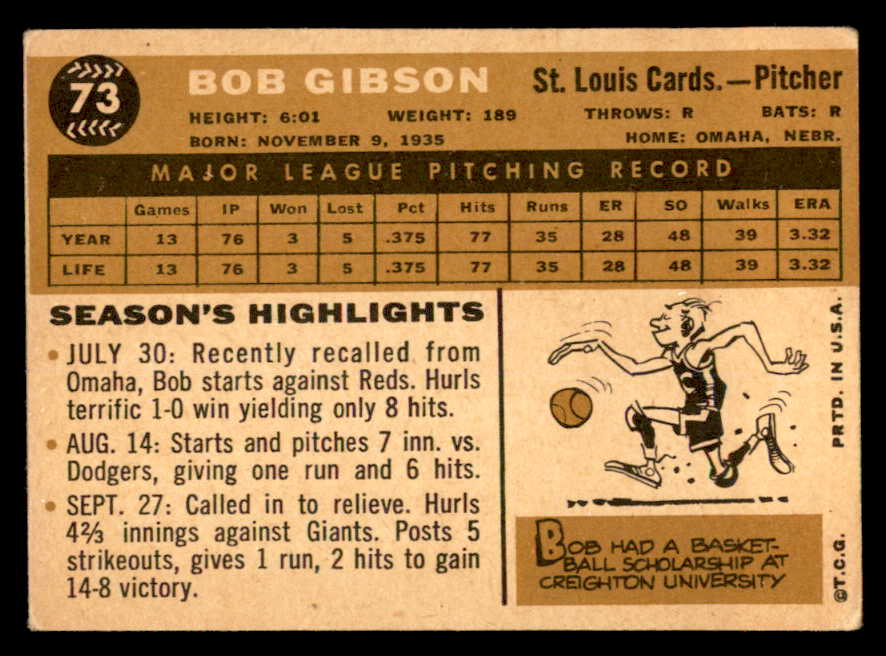 73
BOB GIBSON
St. Louis Cards.—Pitcher
HEIGHT: 6:01 WEIGHT: 189 THROWS: R BATS: R
BORN: NOVEMBER 9, 1935 HOME: OMAHA, NEBR.
MAJOR LEAGUE PITCHING RECORD
Games IP Won Lost Pct Hits Runs ER SO Walks ERA
YEAR 13 76 3 5 .375 77 35 28 48 39 3.32
LIFE 13 76 3 5 .375 77 35 28 48 39 3.32
SEASON'S HIGHLIGHTS
• JULY 30: Recently recalled from
Omaha, Bob starts against Reds. Hurls
terrific 1-0 win yielding only 8 hits.
• AUG. 14: Starts and pitches 7 inn. vs.
Dodgers, giving one run and 6 hits.
• SEPT. 27: Called in to relieve. Hurls
4⅔ innings against Giants. Posts 5
strikeouts, gives 1 run, 2 hits to gain
14-8 victory.
BOB HAD A BASKET-
BALL SCHOLARSHIP AT
CREIGHTON UNIVERSITY
©T.C.G. PRTD. IN U.S.A.